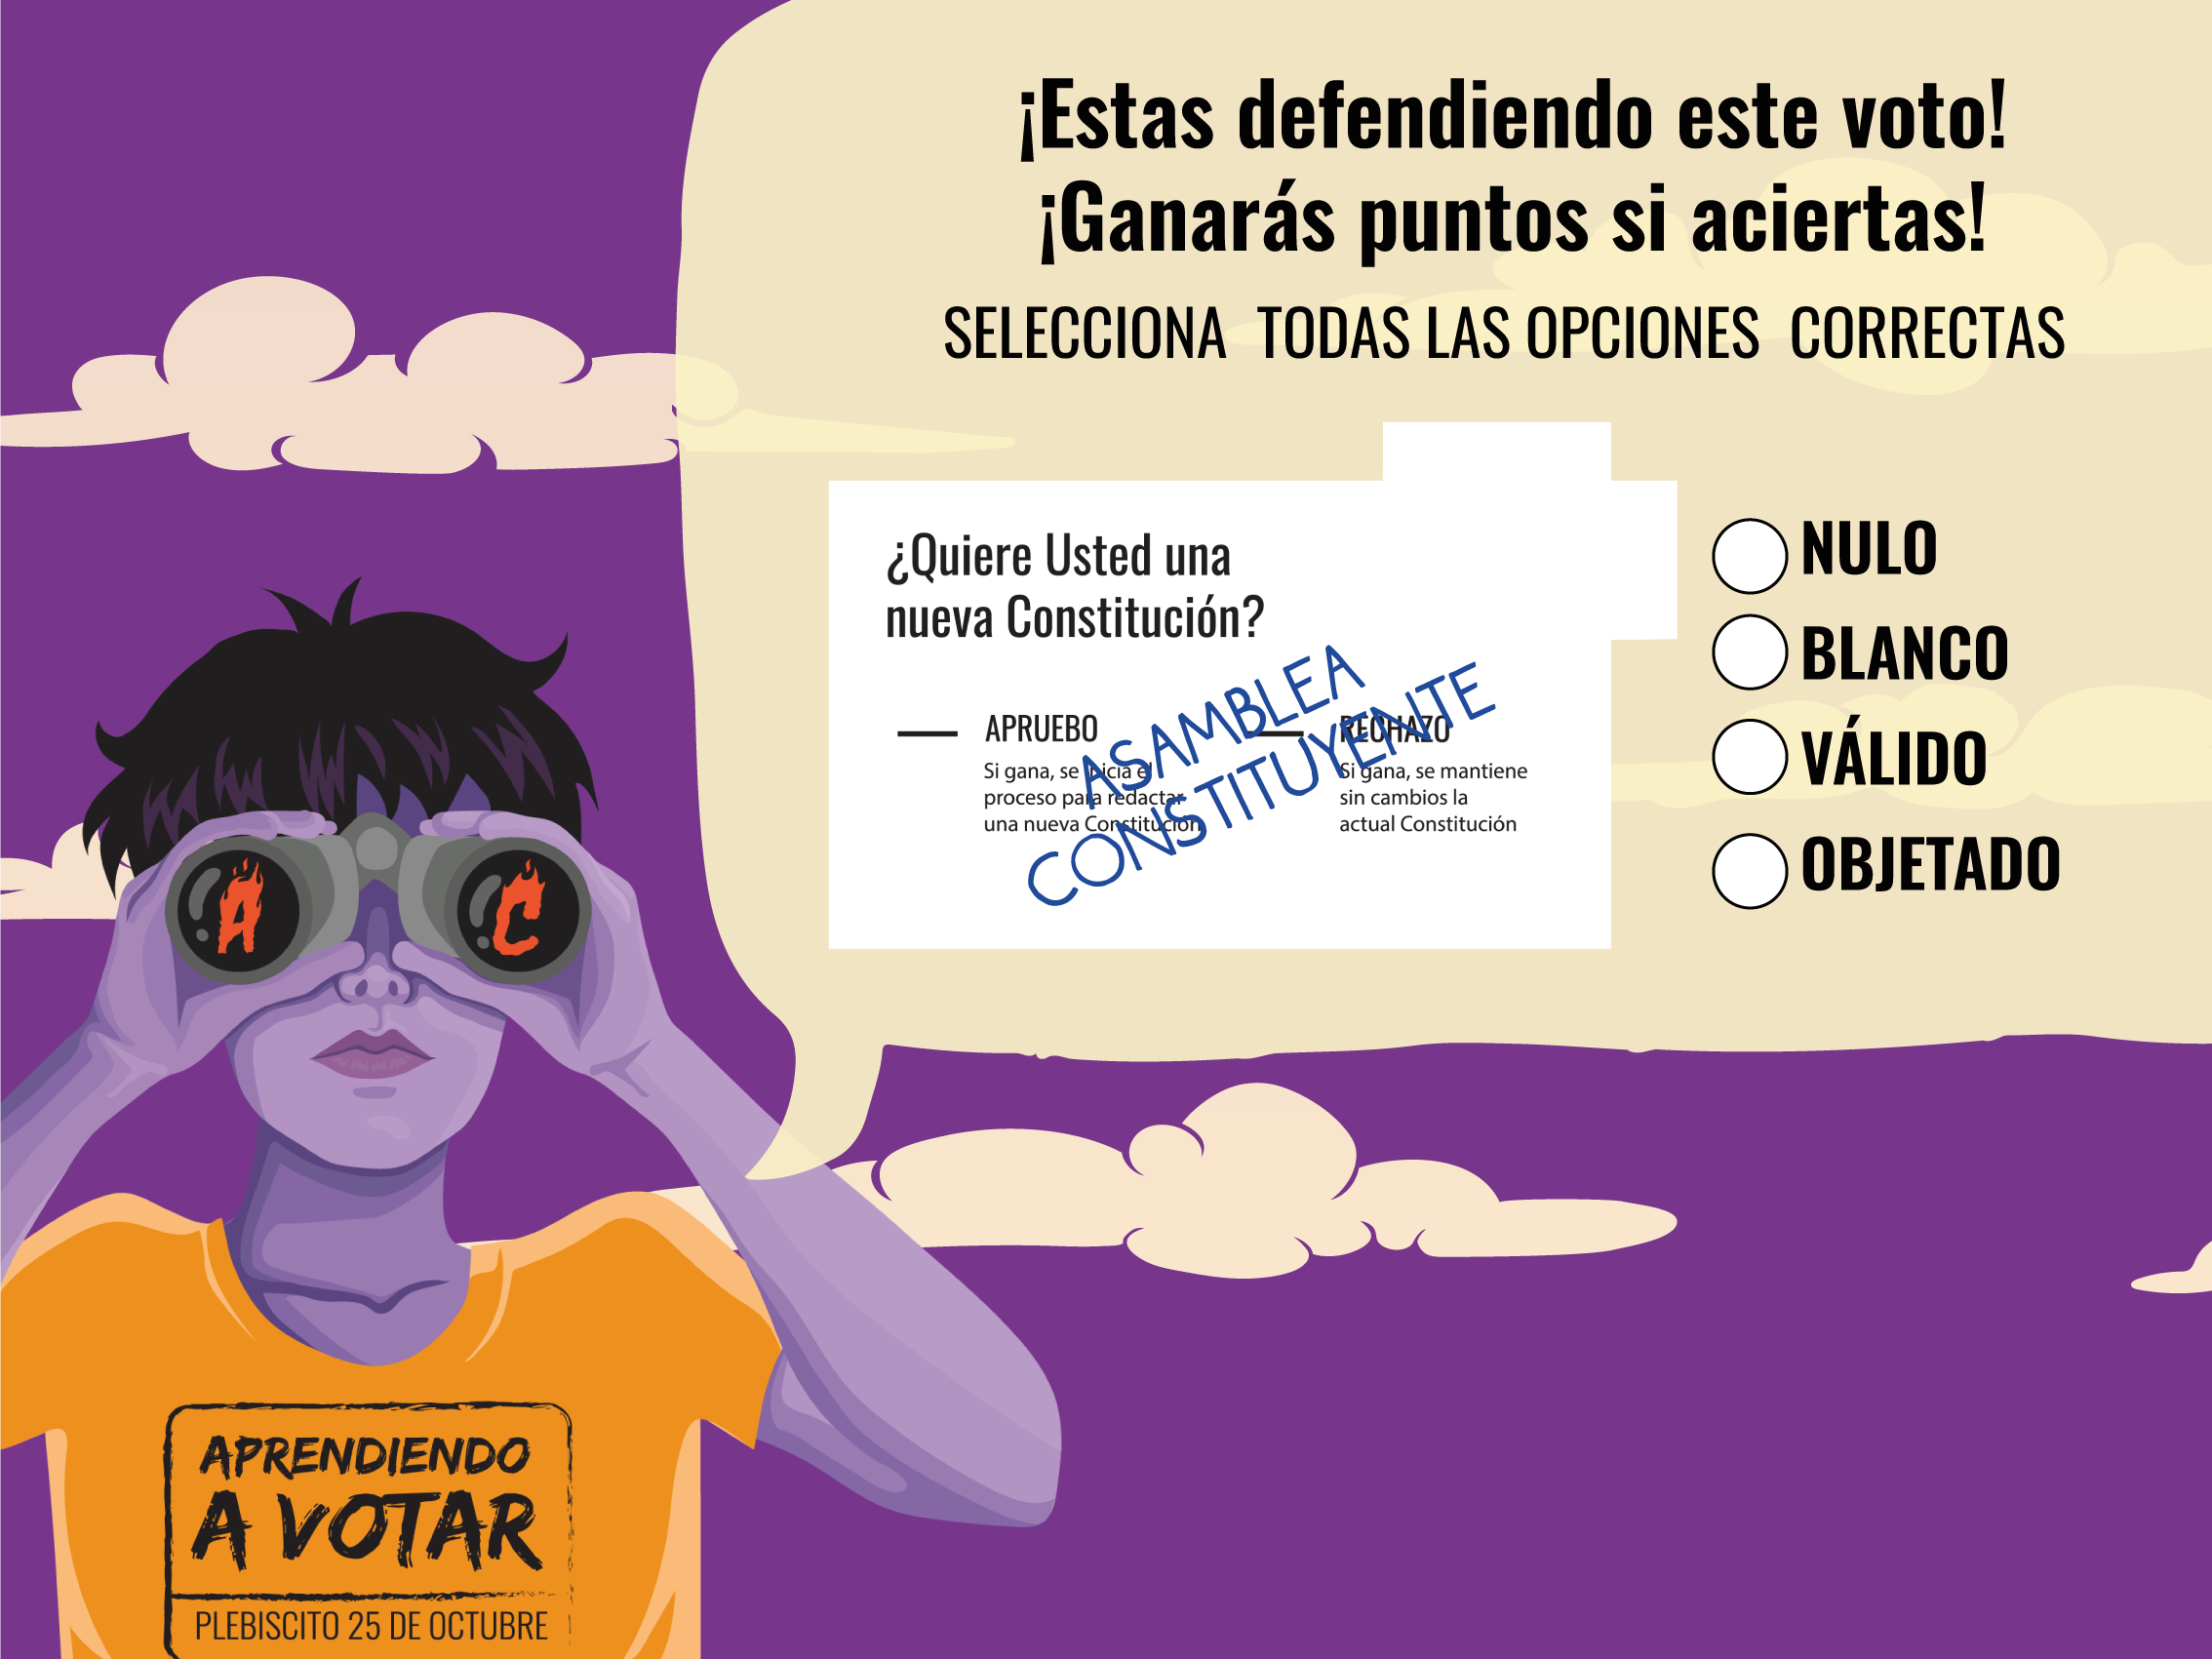 ¡Estas defendiendo este voto!
¡Ganarás puntos si aciertas!
SELECCIONA TODAS LAS OPCIONES CORRECTAS
¿Quiere Usted una
nueva Constitución?
APRUEBO
Si gana, se inicia el
proceso para redactar
una nueva Constitución
RECHAZO
Si gana, se mantiene
sin cambios la
actual Constitución
ASAMBLEA
CONSTITUYENTE
NULO
BLANCO
VÁLIDO
OBJETADO
A C
APRENDIENDO
A VOTAR
PLEBISCITO 25 DE OCTUBRE